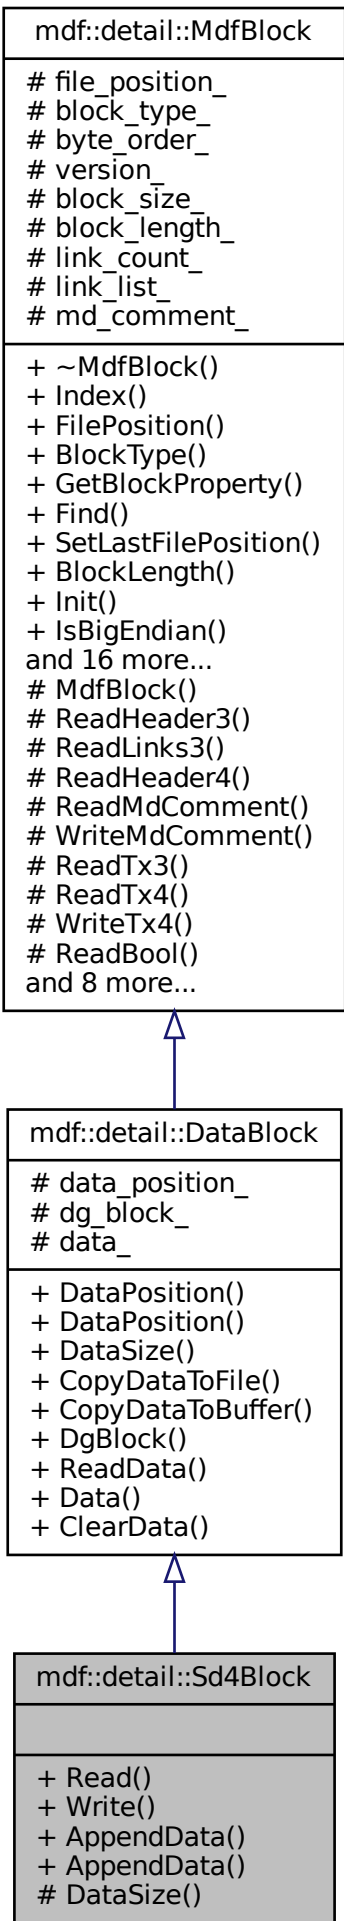 mdf::detail::MdfBlock
# file_position_
# block_type_
# byte_order_
# version_
# block_size_
# block_length_
# link_count_
# link_list_
# md_comment_
+ ~MdfBlock()
+ Index()
+ FilePosition()
+ BlockType()
+ GetBlockProperty()
+ Find()
+ SetLastFilePosition()
+ BlockLength()
+ Init()
+ IsBigEndian()
and 16 more...
# MdfBlock()
# ReadHeader3()
# ReadLinks3()
# ReadHeader4()
# ReadMdComment()
# WriteMdComment()
# ReadTx3()
# ReadTx4()
# WriteTx4()
# ReadBool()
and 8 more...
mdf::detail::DataBlock
# data_position_
# dg_block_
# data_
+ DataPosition()
+ DataPosition()
+ DataSize()
+ CopyDataToFile()
+ CopyDataToBuffer()
+ DgBlock()
+ ReadData()
+ Data()
+ ClearData()
mdf::detail::Sd4Block
+ Read()
+ Write()
+ AppendData()
+ AppendData()
# DataSize()